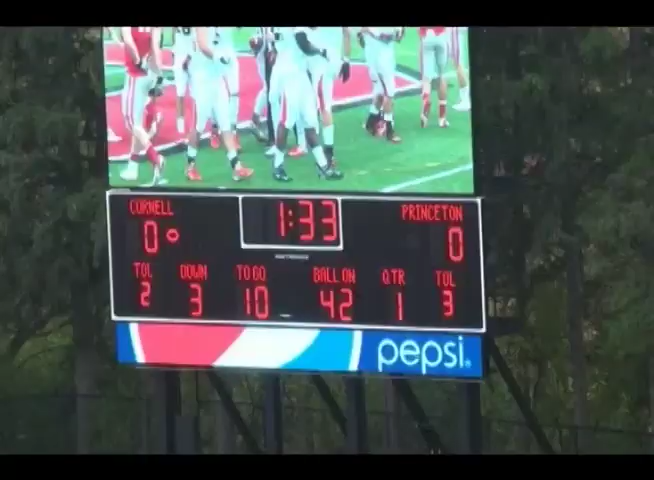 CORNELL 1:33 PRINCETON
0 0
TOL DOWN TO GO BALL ON QTR TOL
2 3 10 42 1 3
pepsi